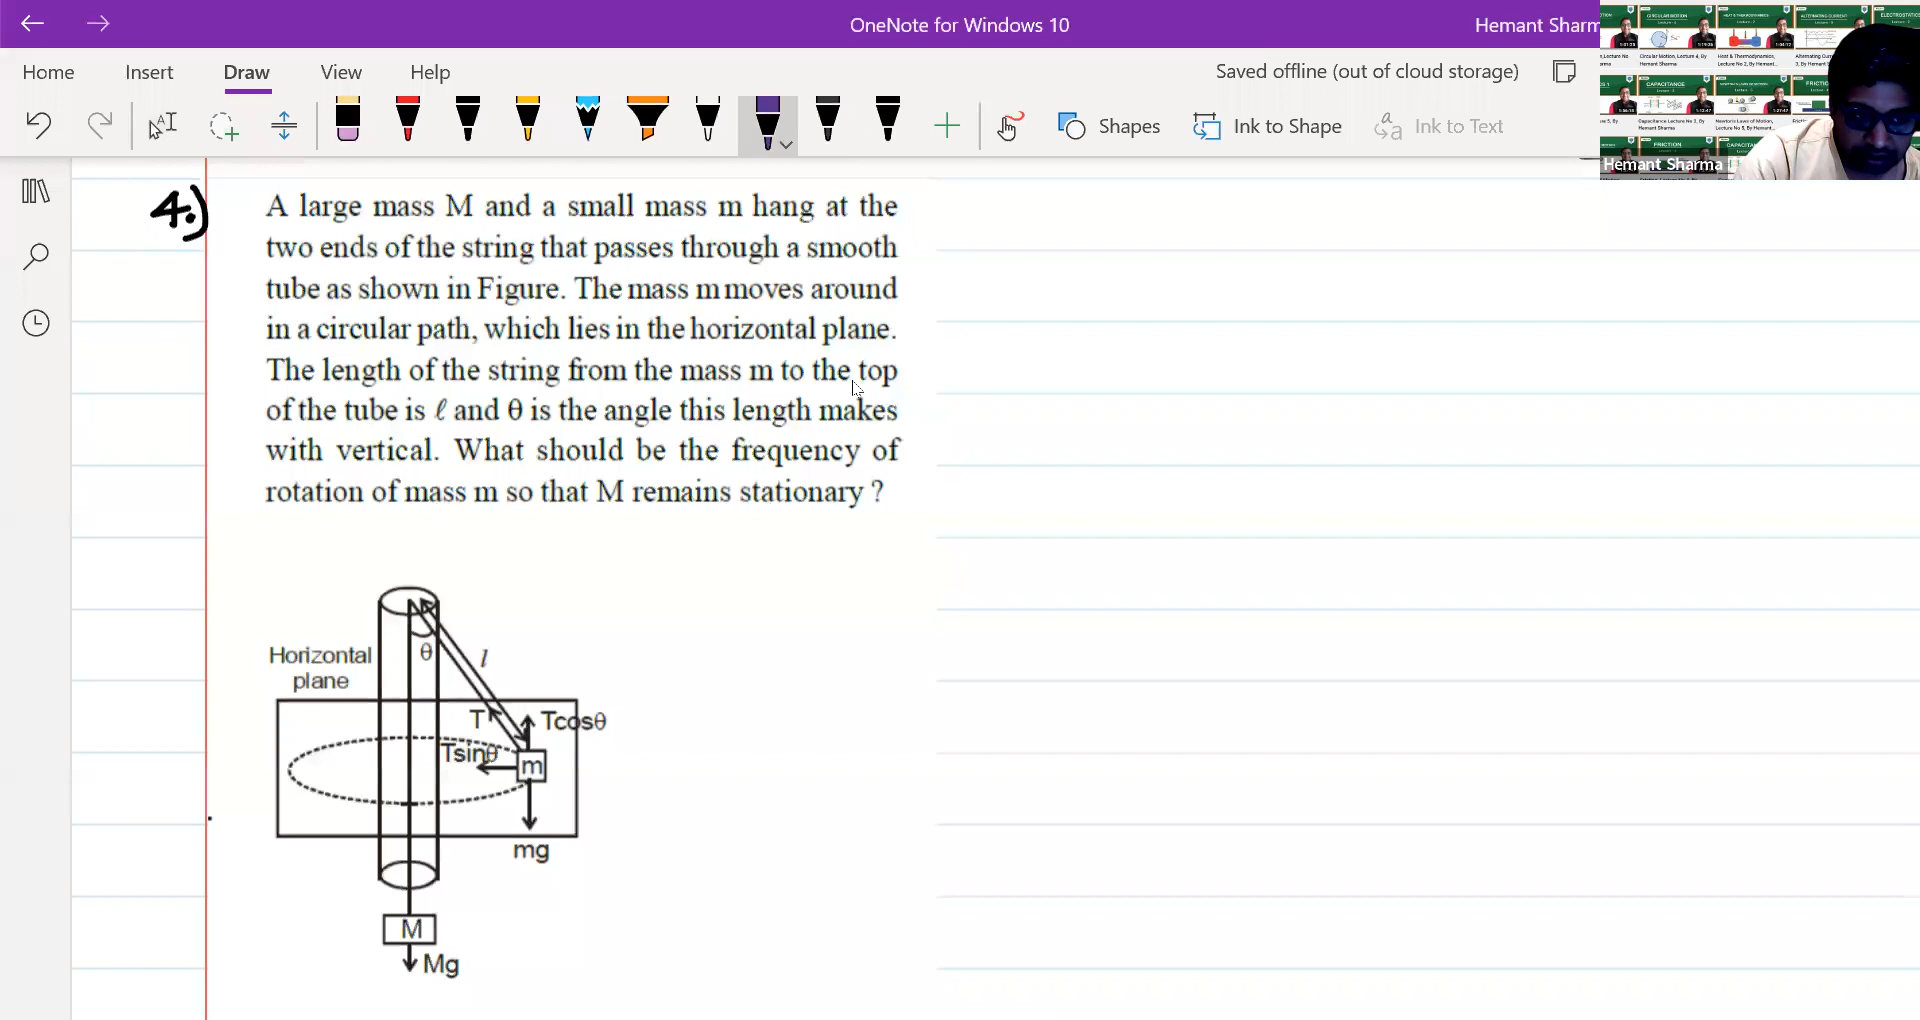 OneNote for Windows 10
Hemant Sharm
Home
Insert
Draw
View
Help
Saved offline (out of cloud storage)
Shapes
Ink to Shape
Ink to Text
Hemant Sharma
4.)
A large mass M and a small mass m hang at the
two ends of the string that passes through a smooth
tube as shown in Figure. The mass m moves around
in a circular path, which lies in the horizontal plane.
The length of the string from the mass m to the top
of the tube is ℓ and θ is the angle this length makes
with vertical. What should be the frequency of
rotation of mass m so that M remains stationary ?
Horizontal
plane
θ
l
T
Tcosθ
Tsinθ
m
mg
M
Mg